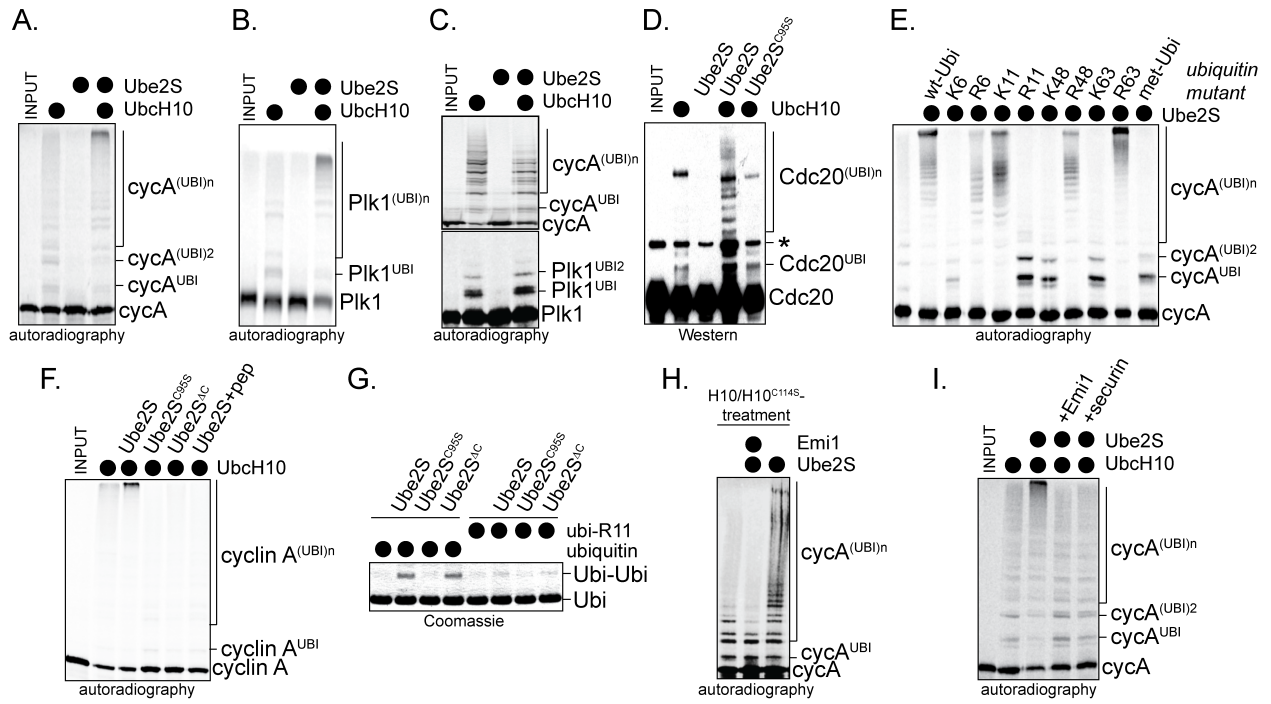 A.
INPUT
Ube2S
UbcH10
cycA(UBI)n
cycA(UBI)2
cycAUBI
cycA
autoradiography
B.
INPUT
Ube2S
UbcH10
Plk1(UBI)n
Plk1UBI
Plk1
autoradiography
C.
INPUT
Ube2S
UbcH10
cycA(UBI)n
cycAUBI
cycA
Plk1UBI2
Plk1UBI
Plk1
autoradiography
D.
INPUT
Ube2S
Ube2S
Ube2SC95S
UbcH10
Cdc20(UBI)n
*
Cdc20UBI
Cdc20
Western
E.
wt-Ubi
K6
R6
K11
R11
K48
R48
K63
R63
met-Ubi
ubiquitin
mutant
Ube2S
cycA(UBI)n
cycA(UBI)2
cycAUBI
cycA
autoradiography
F.
INPUT
Ube2S
Ube2SC95S
Ube2SΔC
Ube2S+pep
UbcH10
cyclin A(UBI)n
cyclin AUBI
cyclin A
autoradiography
G.
Ube2S
Ube2SC95S
Ube2SΔC
Ube2S
Ube2SC95S
Ube2SΔC
ubi-R11
ubiquitin
Ubi-Ubi
Ubi
Coomassie
H.
H10/H10C114S-
treatment
Emi1
Ube2S
cycA(UBI)n
cycAUBI
cycA
autoradiography
I.
INPUT
+Emi1
+securin
Ube2S
UbcH10
cycA(UBI)n
cycA(UBI)2
cycAUBI
cycA
autoradiography